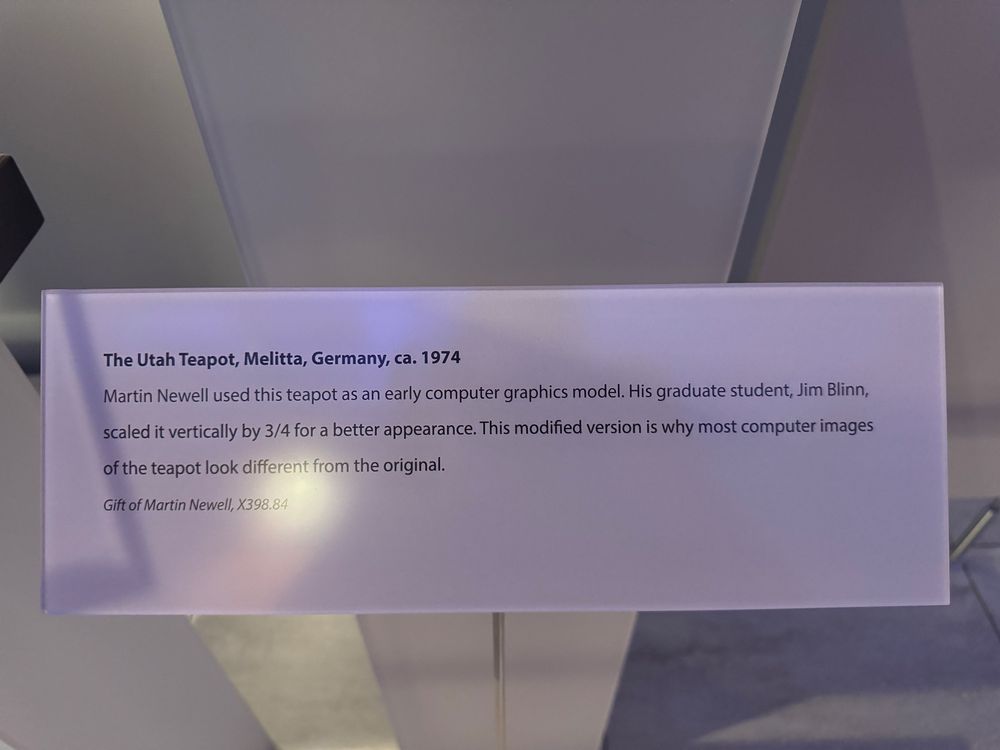 The Utah Teapot, Melitta, Germany, ca. 1974
Martin Newell used this teapot as an early computer graphics model. His graduate student, Jim Blinn,
scaled it vertically by 3/4 for a better appearance. This modified version is why most computer images
of the teapot look different from the original.
Gift of Martin Newell, X398.84